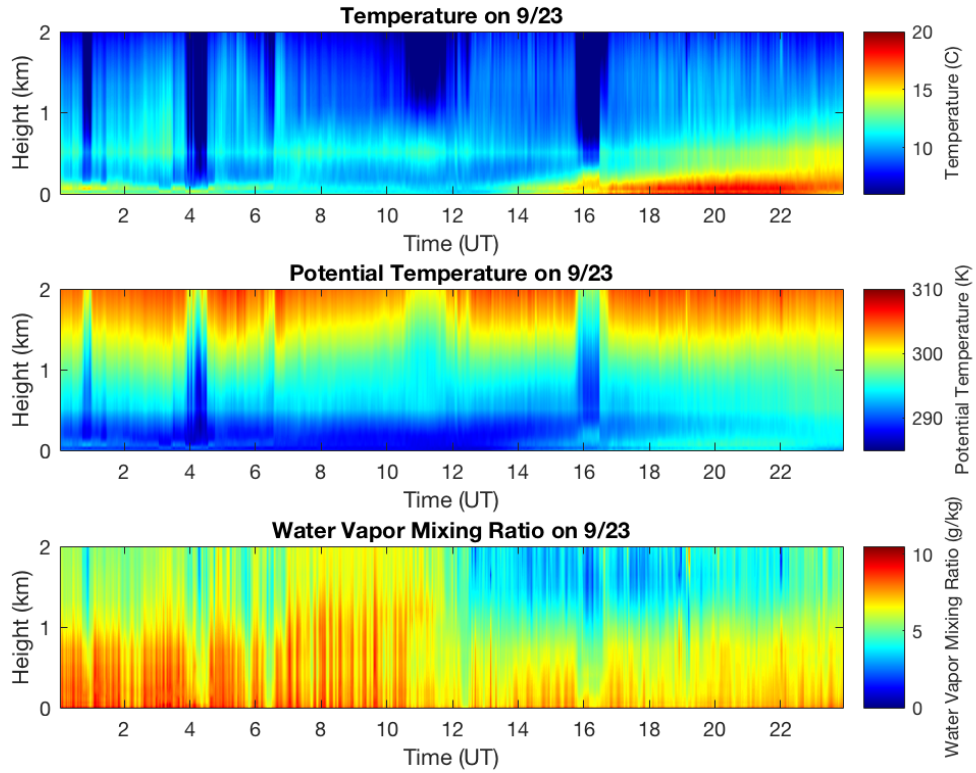 Temperature on 9/23
2
1
0
Height (km)
2 4 6 8 10 12 14 16 18 20 22
Time (UT)
20
15
10
Temperature (C)
Potential Temperature on 9/23
2
1
0
Height (km)
2 4 6 8 10 12 14 16 18 20 22
Time (UT)
310
300
290
Potential Temperature (K)
Water Vapor Mixing Ratio on 9/23
2
1
0
Height (km)
2 4 6 8 10 12 14 16 18 20 22
Time (UT)
10
5
0
Water Vapor Mixing Ratio (g/kg)